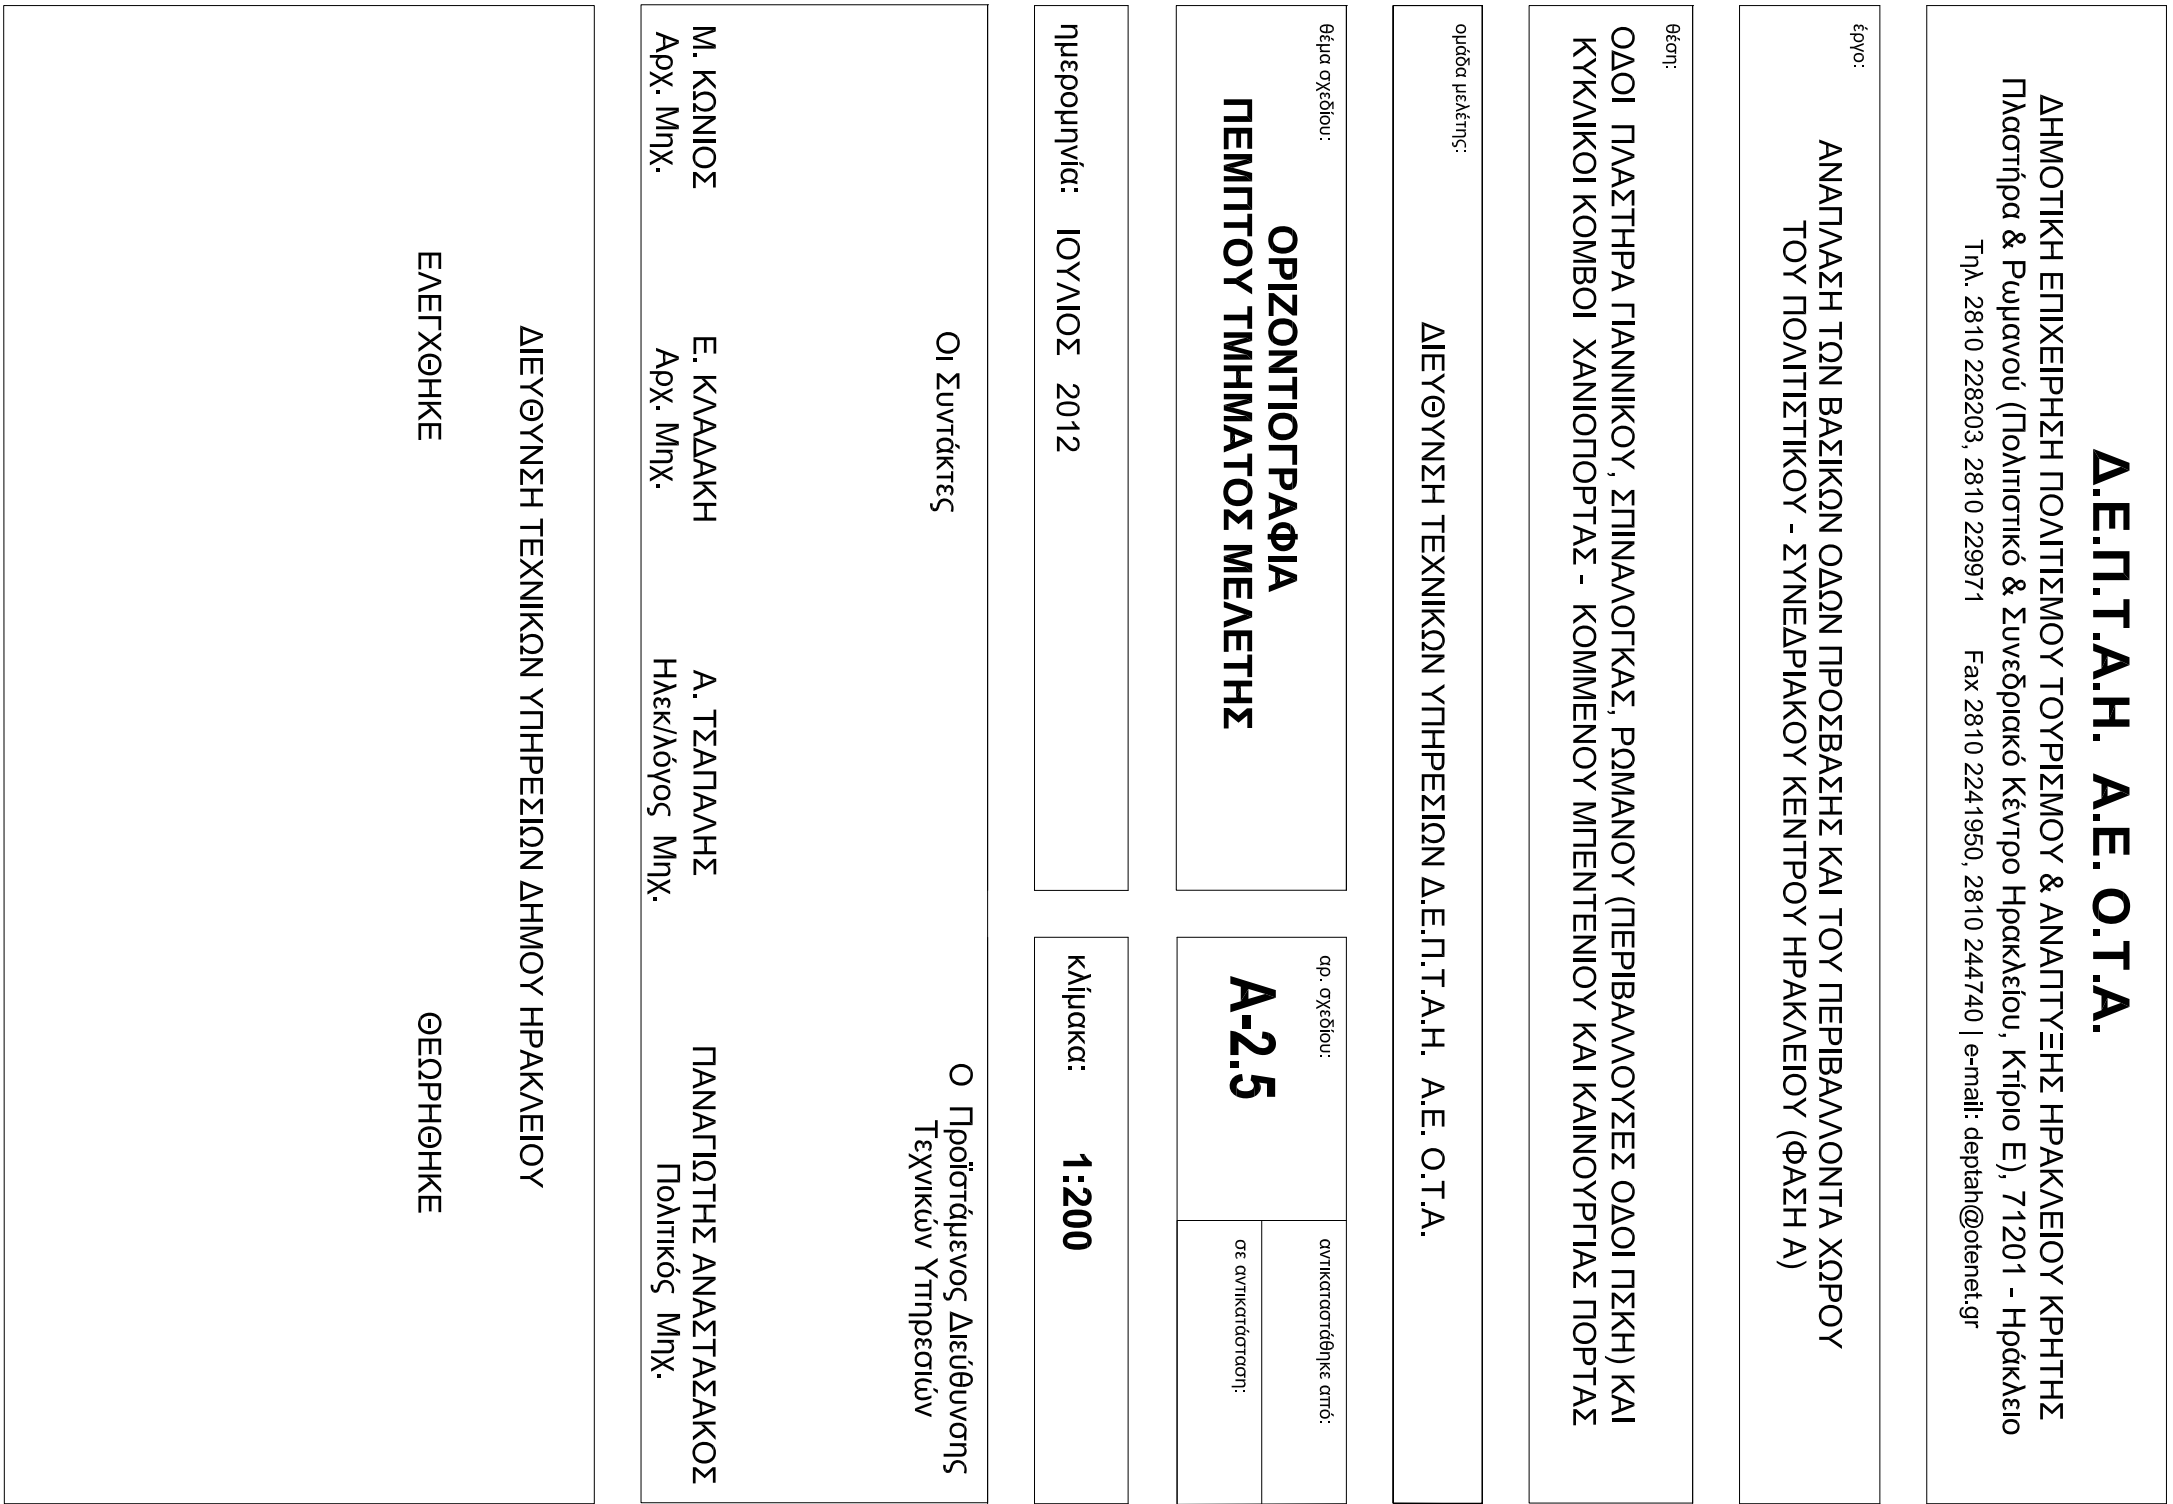 Δ.Ε.Π.Τ.Α.Η. Α.Ε. Ο.Τ.Α.
ΔΗΜΟΤΙΚΗ ΕΠΙΧΕΙΡΗΣΗ ΠΟΛΙΤΙΣΜΟΥ ΤΟΥΡΙΣΜΟΥ & ΑΝΑΠΤΥΞΗΣ ΗΡΑΚΛΕΙΟΥ ΚΡΗΤΗΣ
Πλαστήρα & Ρωμανού (Πολιτιστικό & Συνεδριακό Κέντρο Ηρακλείου, Κτίριο Ε), 71201 - Ηράκλειο
Τηλ. 2810 228203, 2810 229971 Fax 2810 2241950, 2810 244740 | e-mail: deptah@otenet.gr
έργο:
ΑΝΑΠΛΑΣΗ ΤΩΝ ΒΑΣΙΚΩΝ ΟΔΩΝ ΠΡΟΣΒΑΣΗΣ ΚΑΙ ΤΟΥ ΠΕΡΙΒΑΛΛΟΝΤΑ ΧΩΡΟΥ
ΤΟΥ ΠΟΛΙΤΙΣΤΙΚΟΥ - ΣΥΝΕΔΡΙΑΚΟΥ ΚΕΝΤΡΟΥ ΗΡΑΚΛΕΙΟΥ (ΦΑΣΗ Α)
θέση:
ΟΔΟΙ ΠΛΑΣΤΗΡΑ ΓΙΑΝΝΙΚΟΥ, ΣΠΙΝΑΛΟΓΚΑΣ, ΡΩΜΑΝΟΥ (ΠΕΡΙΒΑΛΛΟΥΣΕΣ ΟΔΟΙ ΠΣΚΗ) ΚΑΙ
ΚΥΚΛΙΚΟΙ ΚΟΜΒΟΙ ΧΑΝΙΟΠΟΡΤΑΣ - ΚΟΜΜΕΝΟΥ ΜΠΕΝΤΕΝΙΟΥ ΚΑΙ ΚΑΙΝΟΥΡΓΙΑΣ ΠΟΡΤΑΣ
ομάδα μελέτης:
ΔΙΕΥΘΥΝΣΗ ΤΕΧΝΙΚΩΝ ΥΠΗΡΕΣΙΩΝ Δ.Ε.Π.Τ.Α.Η. Α.Ε. Ο.Τ.Α.
θέμα σχεδίου:
ΟΡΙΖΟΝΤΙΟΓΡΑΦΙΑ
ΠΕΜΠΤΟΥ ΤΜΗΜΑΤΟΣ ΜΕΛΕΤΗΣ
αρ. σχεδίου:
Α-2.5
αντικαταστάθηκε από:
σε αντικατάσταση:
ημερομηνία: ΙΟΥΛΙΟΣ 2012
κλίμακα: 1:200
Οι Συντάκτες
Ο Προϊστάμενος Διεύθυνσης
Τεχνικών Υπηρεσιών
Μ. ΚΩΝΙΟΣ Ε. ΚΛΑΔΑΚΗ Α. ΤΣΑΠΑΛΗΣ ΠΑΝΑΓΙΩΤΗΣ ΑΝΑΣΤΑΣΑΚΟΣ
Αρχ. Μηχ. Αρχ. Μηχ. Ηλεκ/λόγος Μηχ. Πολιτικός Μηχ.
ΔΙΕΥΘΥΝΣΗ ΤΕΧΝΙΚΩΝ ΥΠΗΡΕΣΙΩΝ ΔΗΜΟΥ ΗΡΑΚΛΕΙΟΥ
ΕΛΕΓΧΘΗΚΕ ΘΕΩΡΗΘΗΚΕ